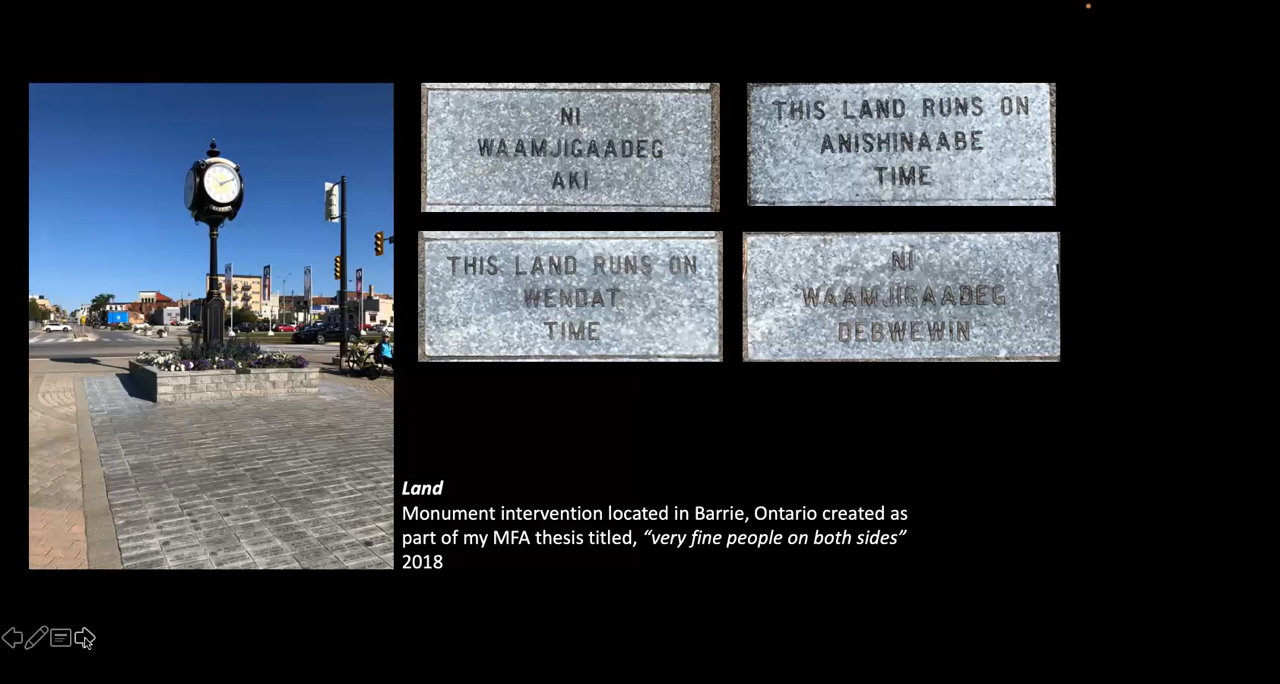 NI
WAAMJIGAADEG
AKI
THIS LAND RUNS ON
ANISHINAABE
TIME
THIS LAND RUNS ON
WENDAT
TIME
NI
WAAMJIGAADEG
DEBWEWIN
Land
Monument intervention located in Barrie, Ontario created as
part of my MFA thesis titled, “very fine people on both sides”
2018